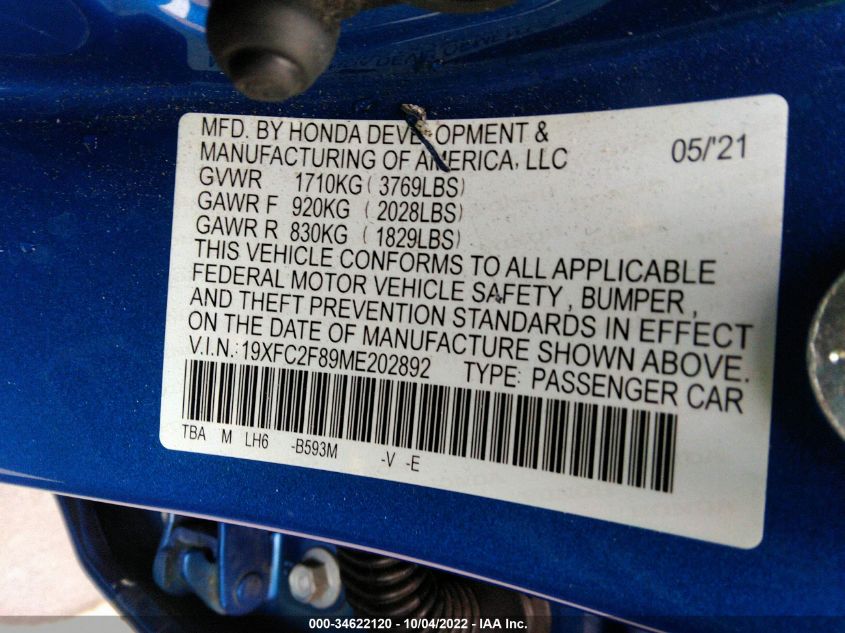 MFD. BY HONDA DEVELOPMENT &
MANUFACTURING OF AMERICA, LLC 05/'21
GVWR 1710KG ( 3769LBS)
GAWR F 920KG ( 2028LBS)
GAWR R 830KG ( 1829LBS)
THIS VEHICLE CONFORMS TO ALL APPLICABLE
FEDERAL MOTOR VEHICLE SAFETY , BUMPER ,
AND THEFT PREVENTION STANDARDS IN EFFECT
ON THE DATE OF MANUFACTURE SHOWN ABOVE.
V.I.N.: 19XFC2F89ME202892 TYPE: PASSENGER CAR
TBA M LH6 -B593M -V -E
000-34622120 - 10/04/2022 - IAA Inc.